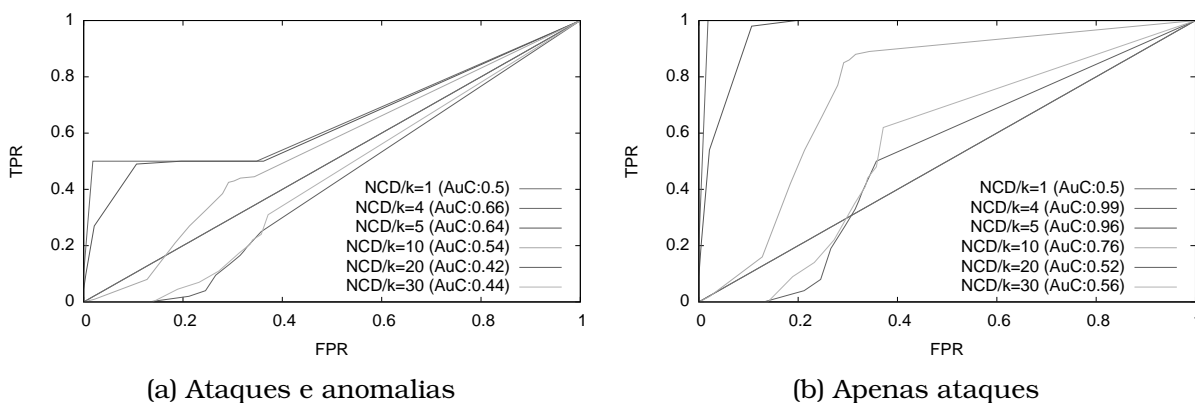 1
0.8
0.6
0.4
0.2
0
TPR
0 0.2 0.4 0.6 0.8 1
FPR
NCD/k=1 (AuC:0.5)
NCD/k=4 (AuC:0.66)
NCD/k=5 (AuC:0.64)
NCD/k=10 (AuC:0.54)
NCD/k=20 (AuC:0.42)
NCD/k=30 (AuC:0.44)
(a) Ataques e anomalias
1
0.8
0.6
0.4
0.2
0
TPR
0 0.2 0.4 0.6 0.8 1
FPR
NCD/k=1 (AuC:0.5)
NCD/k=4 (AuC:0.99)
NCD/k=5 (AuC:0.96)
NCD/k=10 (AuC:0.76)
NCD/k=20 (AuC:0.52)
NCD/k=30 (AuC:0.56)
(b) Apenas ataques